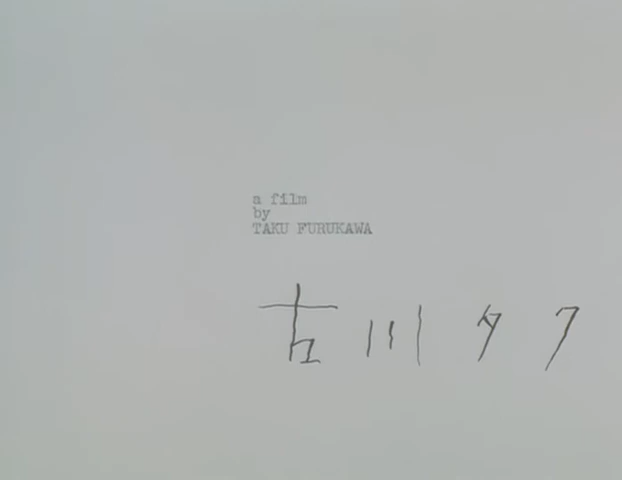 a film
by
TAKU FURUKAWA
古川タク